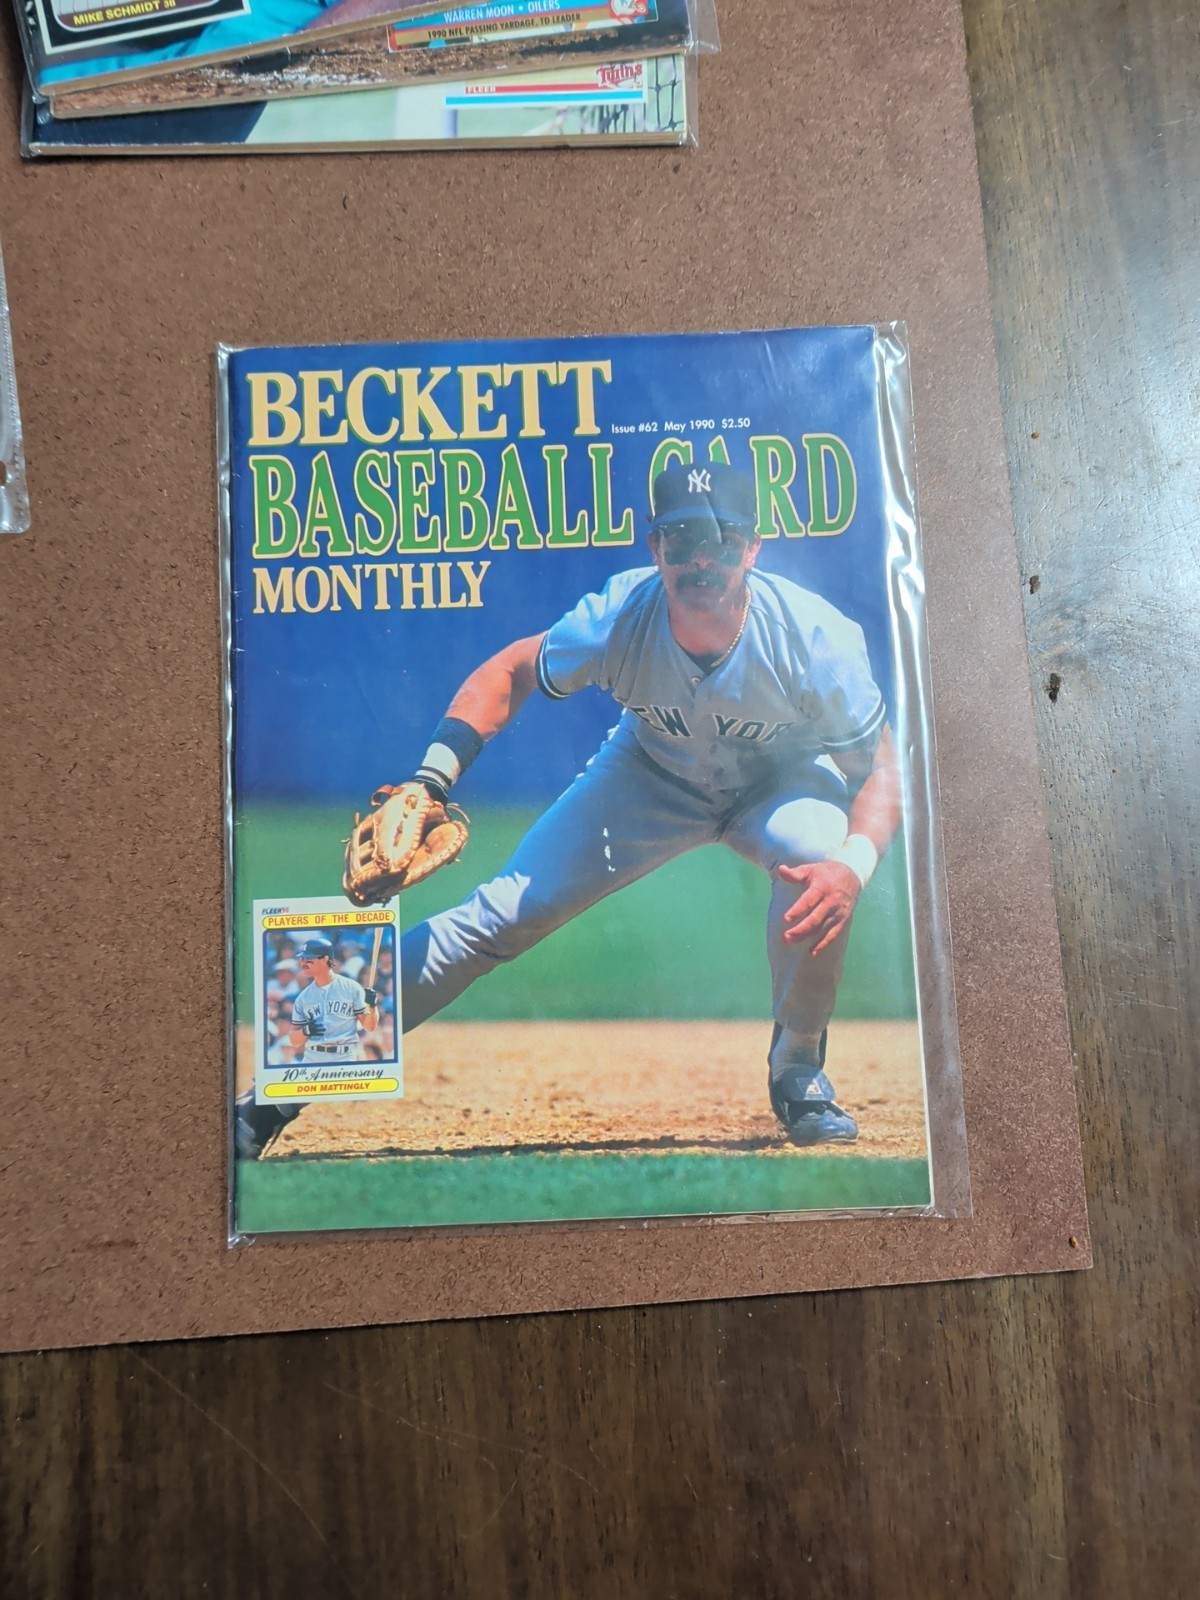 MIKE SCHMIDT 3B
WARREN MOON • OILERS
1990 NFL PASSING YARDAGE, TD LEADER
FLEER
Twins
BECKETT
Issue #62 May 1990 $2.50
BASEBALL CARD
MONTHLY
NY
NEW YORK
FLEER '90
PLAYERS OF THE DECADE
NEW YORK
10th Anniversary
DON MATTINGLY